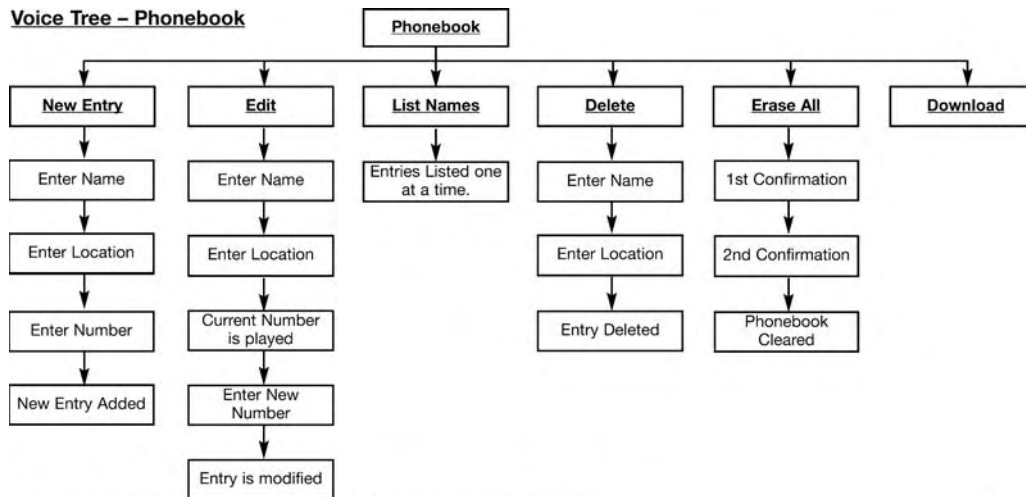 Voice Tree – Phonebook
Phonebook
New Entry
Edit
List Names
Delete
Erase All
Download
Enter Name
Enter Name
Entries Listed one
at a time.
Enter Name
1st Confirmation
Enter Location
Enter Location
Enter Location
2nd Confirmation
Enter Number
Current Number
is played
Entry Deleted
Phonebook
Cleared
New Entry Added
Enter New
Number
Entry is modified